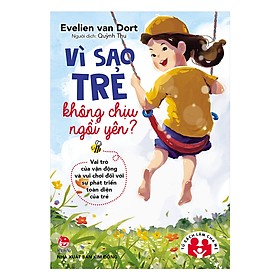 Evelien van Dort
Người dịch: Quỳnh Thu
VÌ SAO
TRẺ
không chịu
ngồi yên?
Vai trò
của vận động
và vui chơi đối với
sự phát triển
toàn diện
của trẻ
NHÀ XUẤT BẢN KIM ĐỒNG